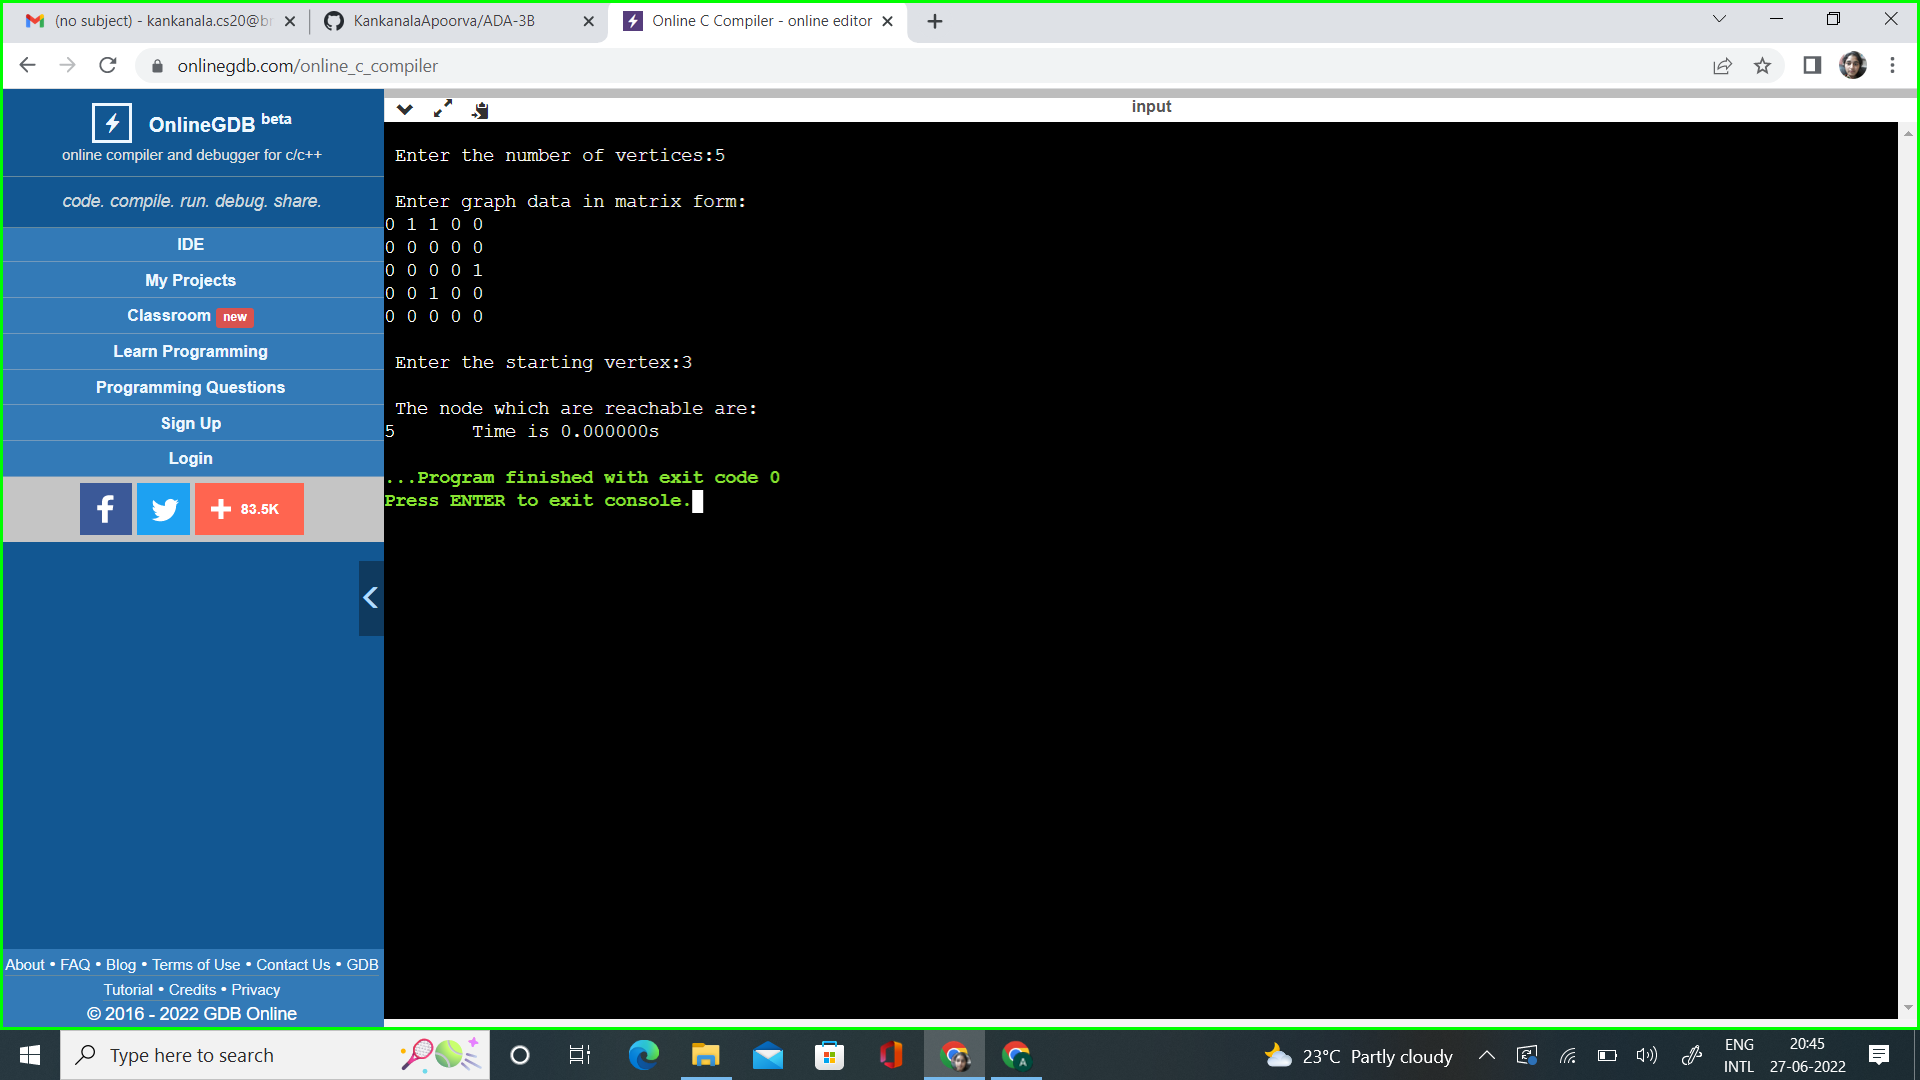 (no subject) - kankanala.cs20@br
KankanalaApoorva/ADA-3B
Online C Compiler - online editor
onlinegdb.com/online_c_compiler
OnlineGDB beta
online compiler and debugger for c/c++
code. compile. run. debug. share.
IDE
My Projects
Classroom new
Learn Programming
Programming Questions
Sign Up
Login
f
83.5K
About • FAQ • Blog • Terms of Use • Contact Us • GDB
Tutorial • Credits • Privacy
© 2016 - 2022 GDB Online
input
Enter the number of vertices:5
Enter graph data in matrix form:
0 1 1 0 0
0 0 0 0 0
0 0 0 0 1
0 0 1 0 0
0 0 0 0 0
Enter the starting vertex:3
The node which are reachable are:
5 Time is 0.000000s
...Program finished with exit code 0
Press ENTER to exit console.
Type here to search
A
23°C Partly cloudy
ENG
INTL
20:45
27-06-2022